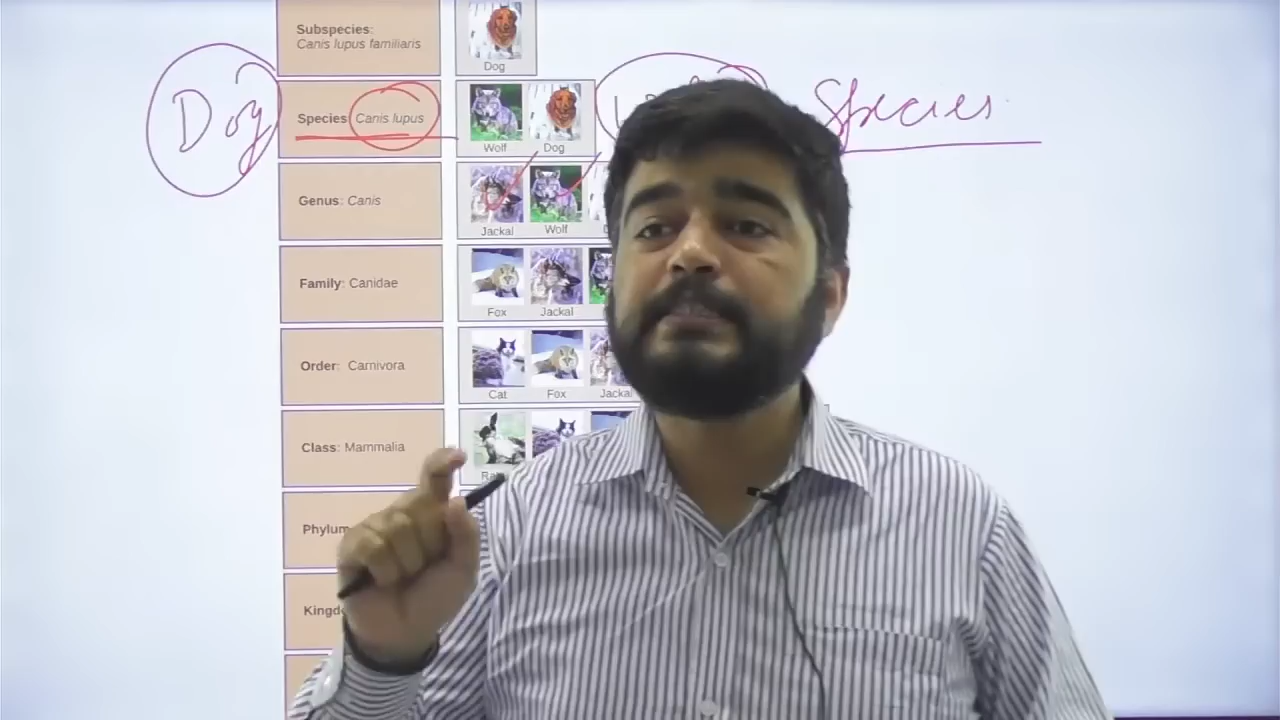 Subspecies:
Canis lupus familiaris
Dog
Dog
Species: Canis lupus
Wolf
Dog
Species
Genus: Canis
Jackal
Wolf
Family: Canidae
Fox
Jackal
Order: Carnivora
Cat
Fox
Jackal
Class: Mammalia
Phylum